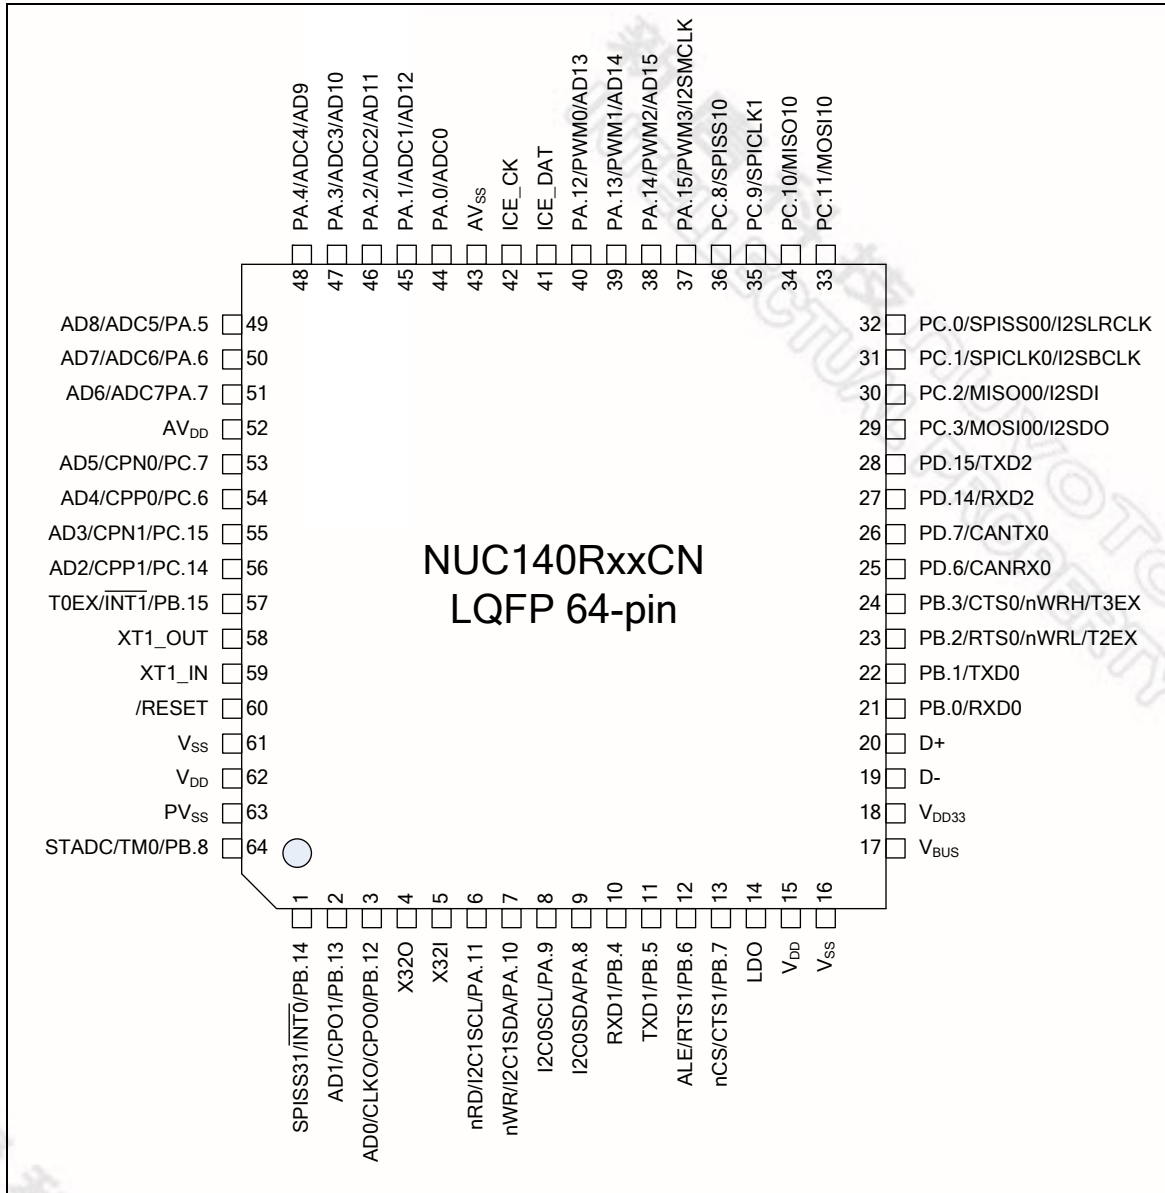 PA.4/ADC4/AD9
PA.3/ADC3/AD10
PA.2/ADC2/AD11
PA.1/ADC1/AD12
PA.0/ADC0
AVSS
ICE_CK
ICE_DAT
PA.12/PWM0/AD13
PA.13/PWM1/AD14
PA.14/PWM2/AD15
PA.15/PWM3/I2SMCLK
PC.8/SPISS10
PC.9/SPICLK1
PC.10/MISO10
PC.11/MOSI10
48 47 46 45 44 43 42 41 40 39 38 37 36 35 34 33
AD8/ADC5/PA.5 49
AD7/ADC6/PA.6 50
AD6/ADC7PA.7 51
AVDD 52
AD5/CPN0/PC.7 53
AD4/CPP0/PC.6 54
AD3/CPN1/PC.15 55
AD2/CPP1/PC.14 56
T0EX/INT1/PB.15 57
XT1_OUT 58
XT1_IN 59
/RESET 60
VSS 61
VDD 62
PVSS 63
STADC/TM0/PB.8 64
NUC140RxxCN
LQFP 64-pin
32 PC.0/SPISS00/I2SLRCLK
31 PC.1/SPICLK0/I2SBCLK
30 PC.2/MISO00/I2SDI
29 PC.3/MOSI00/I2SDO
28 PD.15/TXD2
27 PD.14/RXD2
26 PD.7/CANTX0
25 PD.6/CANRX0
24 PB.3/CTS0/nWRH/T3EX
23 PB.2/RTS0/nWRL/T2EX
22 PB.1/TXD0
21 PB.0/RXD0
20 D+
19 D-
18 VDD33
17 VBUS
1 2 3 4 5 6 7 8 9 10 11 12 13 14 15 16
SPISS31/INT0/PB.14
AD1/CPO1/PB.13
AD0/CLKO/CPO0/PB.12
X32O
X32I
nRD/I2C1SCL/PA.11
nWR/I2C1SDA/PA.10
I2C0SCL/PA.9
I2C0SDA/PA.8
RXD1/PB.4
TXD1/PB.5
ALE/RTS1/PB.6
nCS/CTS1/PB.7
LDO
VDD
VSS